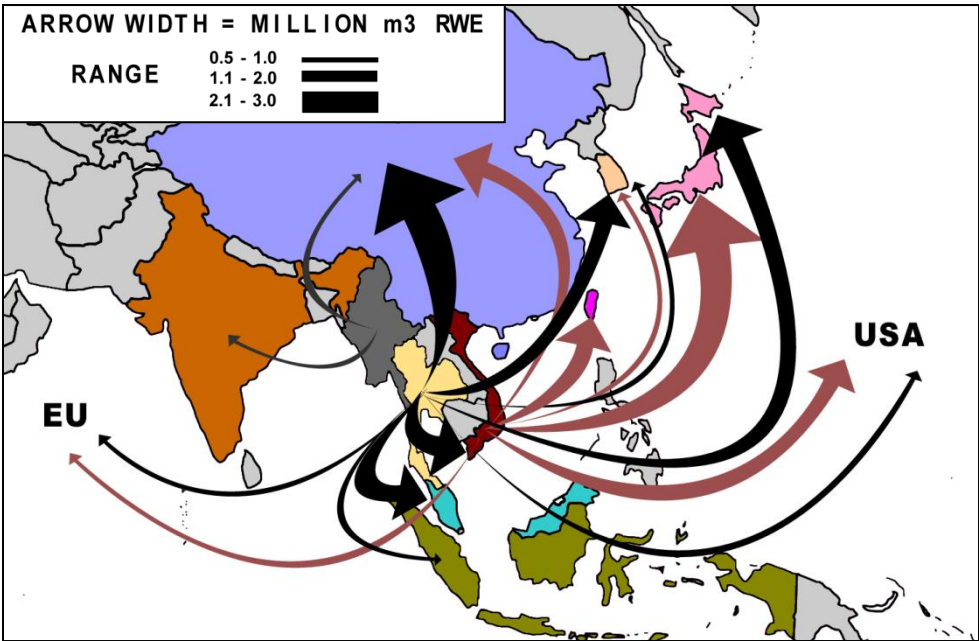 ARROW WIDTH = MILLION m3 RWE
RANGE
0.5 - 1.0
1.1 - 2.0
2.1 - 3.0
USA
EU